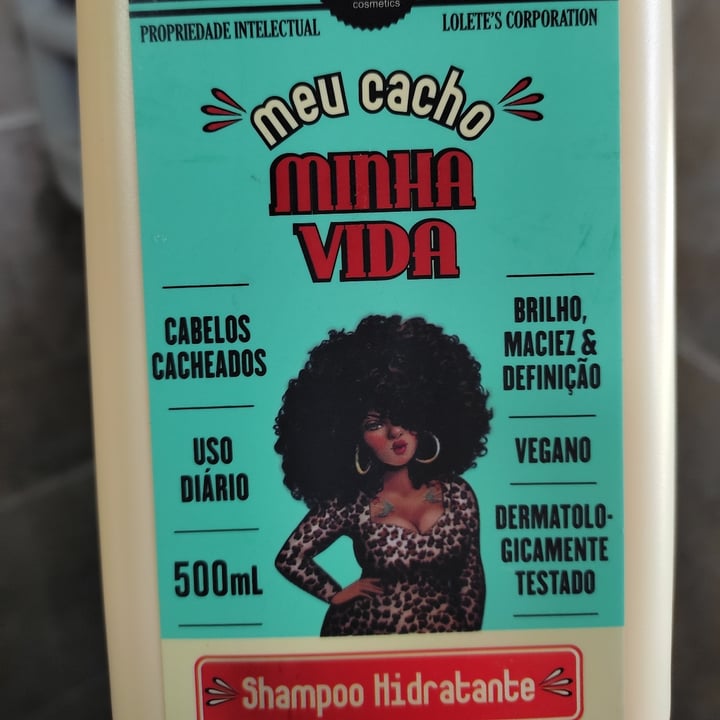 cosmetics
PROPRIEDADE INTELECTUAL
LOLETE'S CORPORATION
meu cacho
MINHA
VIDA
CABELOS
CACHEADOS
USO
DIÁRIO
500mL
BRILHO,
MACIEZ &
DEFINIÇÃO
VEGANO
DERMATOLO-
GICAMENTE
TESTADO
Shampoo Hidratante